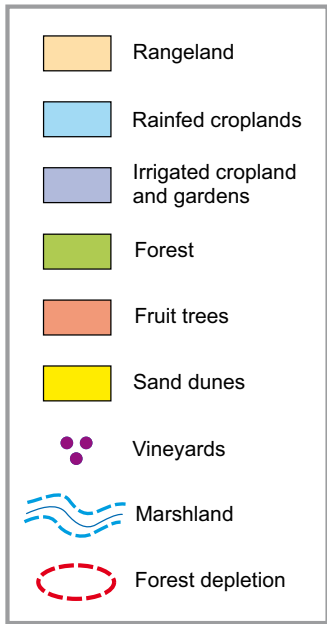 Rangeland
Rainfed croplands
Irrigated cropland
and gardens
Forest
Fruit trees
Sand dunes
Vineyards
Marshland
Forest depletion